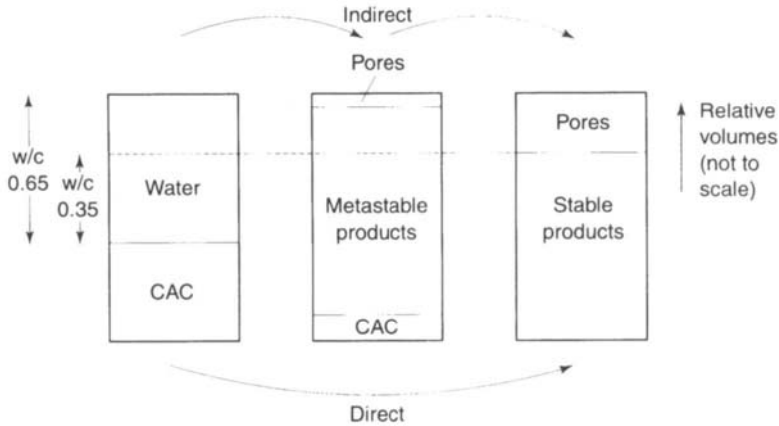 Indirect
Pores
w/c
0.65
w/c
0.35
Water
CAC
Metastable
products
CAC
Pores
Stable
products
Relative
volumes
(not to
scale)
Direct